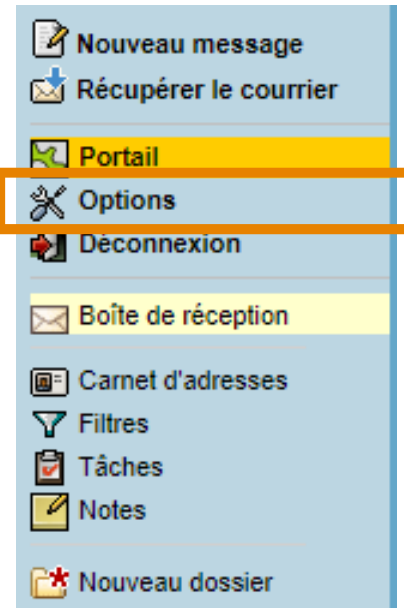 Nouveau message
Récupérer le courrier
Portail
Options
Déconnexion
Boîte de réception
Carnet d'adresses
Filtres
Tâches
Notes
Nouveau dossier